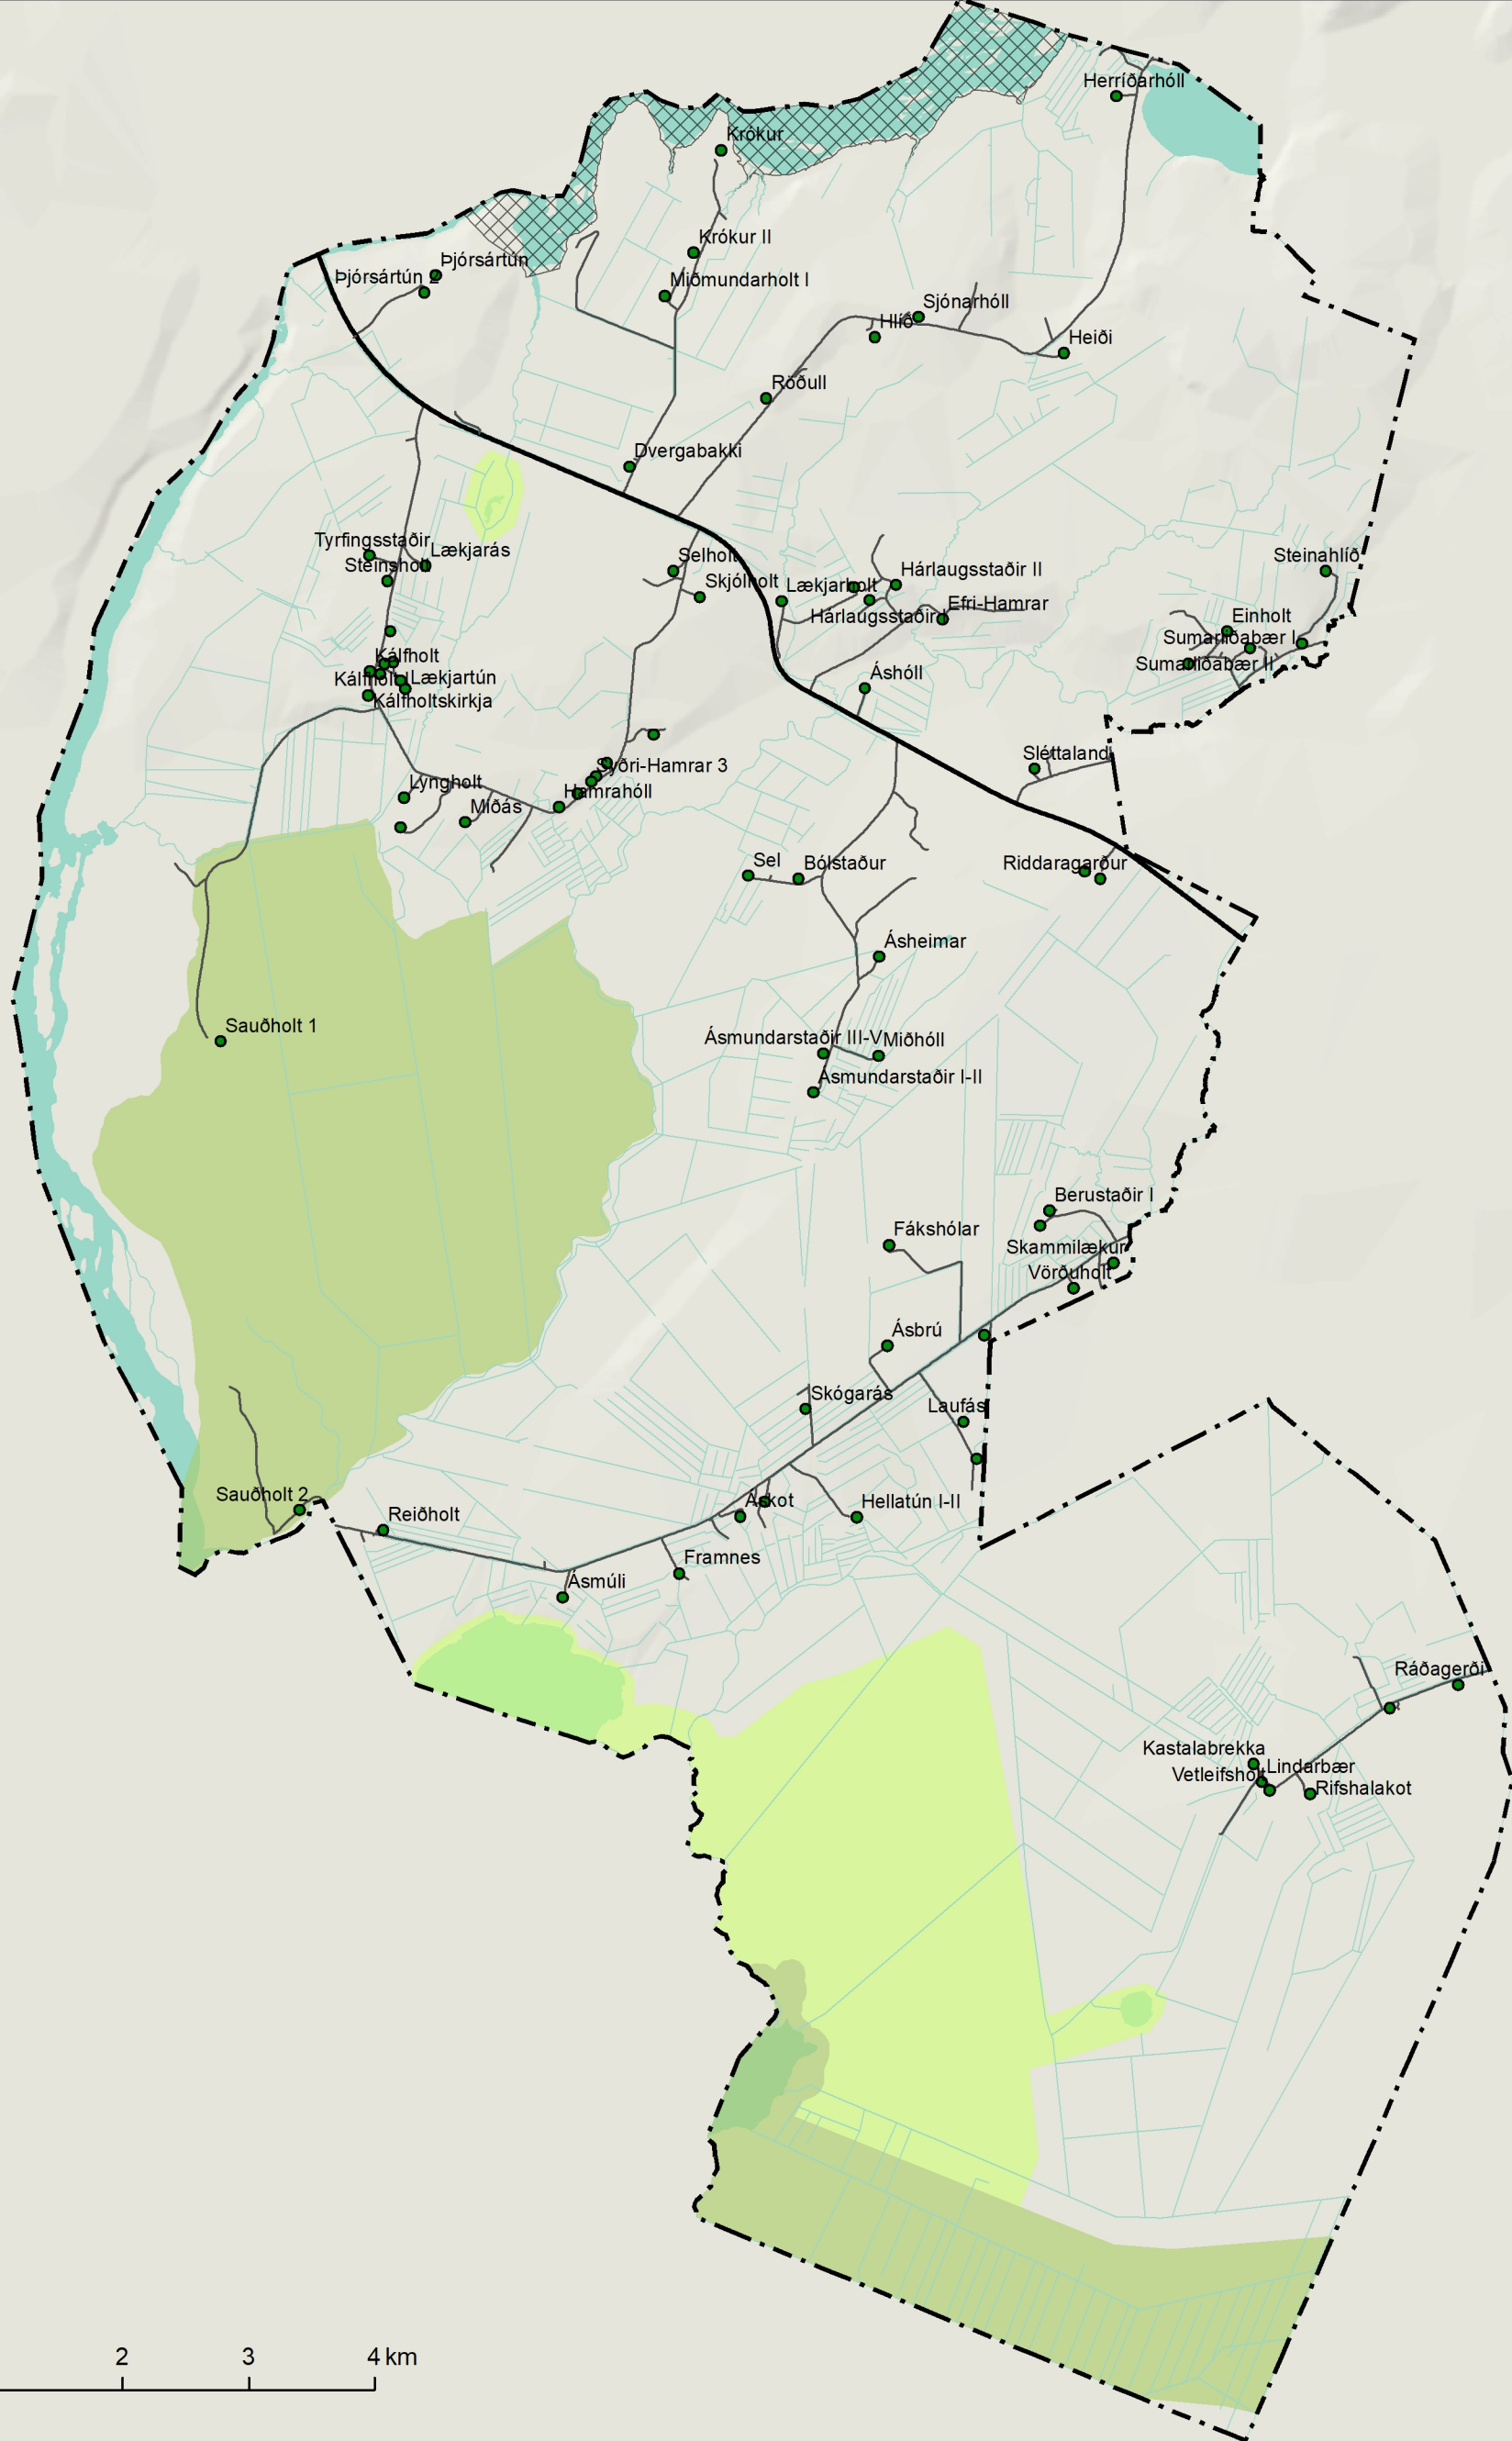 Herríðarhóll
Krókur
Krókur II
Þjórsártún
Þjórsártún 2
Miðmundarholt I
Sjónarhóll
Hlíð
Heiði
Röðull
Dvergabakki
Tyrfingsstaðir
Lækjarás
Steinsholt
Selholt
Skjólholt
Lækjarholt
Hárlaugsstaðir II
Steinahlíð
Efri-Hamrar
Hárlaugsstaðir
Einholt
Sumarliðabær I
Sumarliðabær II
Kálfholt
Kálfholt
Lækjartún
Kálfholtskirkja
Áshóll
Sléttaland
Syðri-Hamrar 3
Lyngholt
Hamrahóll
Miðás
Sel
Bólstaður
Riddaragarður
Ásheimar
Sauðholt 1
Ásmundarstaðir III-V
Miðhóll
Ásmundarstaðir I-II
Berustaðir I
Fákshólar
Skammilækur
Vörðuholt
Ásbrú
Skógarás
Laufás
Sauðholt 2
Reiðholt
Áskot
Hellatún I-II
Framnes
Ásmúli
Ráðagerði
Kastalabrekka
Lindarbær
Vetleifsholt
Rifshalakot
2 3 4 km